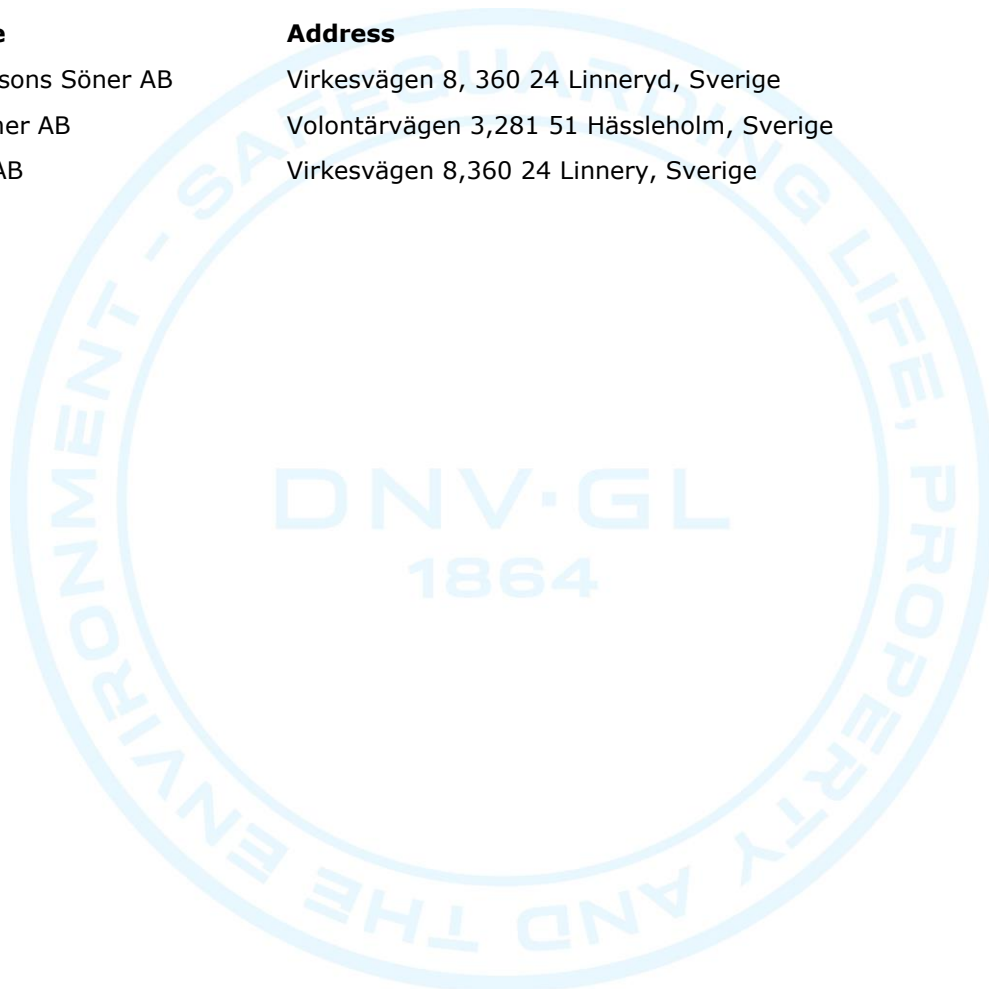 e Address
sons Söner AB Virkesvägen 8, 360 24 Linneryd, Sverige
ner AB Volontärvägen 3,281 51 Hässleholm, Sverige
AB Virkesvägen 8,360 24 Linnery, Sverige
SAFEGUARDING LIFE, PROPERTY AND THE ENVIRONMENT -
DNV·GL
1864